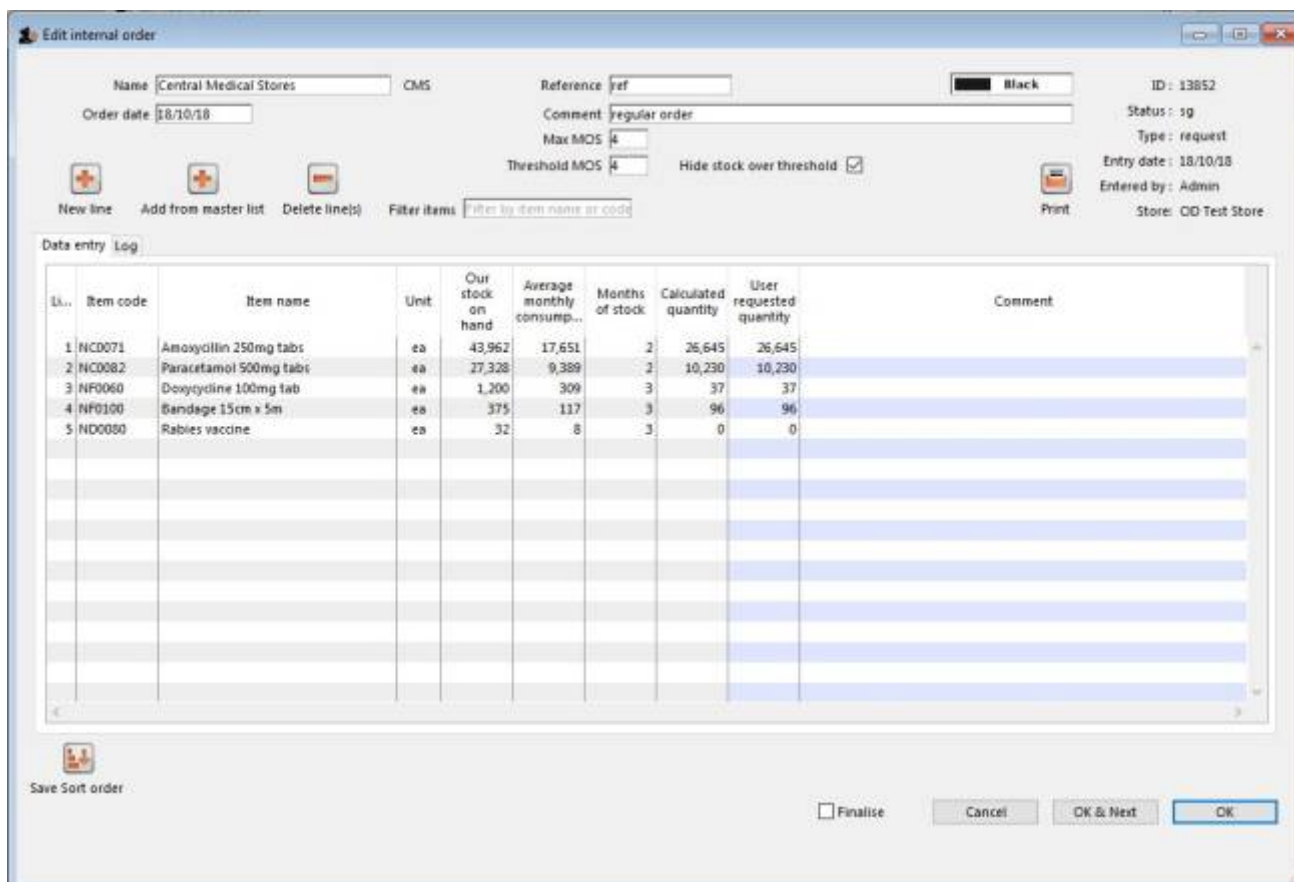 Edit internal order
Name Central Medical Stores CMS Reference ref Black ID: 13852
Order date 18/10/18 Comment regular order Status: sg
Max MOS 4 Type: request
Threshold MOS 4 Hide stock over threshold Entry date: 18/10/18
Entered by: Admin
New line Add from master list Delete line(s) Filter items Filter by item name or code Print Store: OD Test Store
Data entry Log
Li... Item code Item name Unit Our stock on hand Average monthly consump... Months of stock Calculated quantity User requested quantity Comment
1 NC0071 Amoxycillin 250mg tabs ea 43,962 17,651 2 26,645 26,645
2 NC0082 Paracetamol 500mg tabs ea 27,328 9,389 2 10,230 10,230
3 NF0060 Doxycycline 100mg tab ea 1,200 309 3 37 37
4 NF0100 Bandage 15cm x 5m ea 375 117 3 96 96
5 ND0080 Rabies vaccine ea 32 8 3 0 0
Save Sort order
Finalise Cancel OK & Next OK